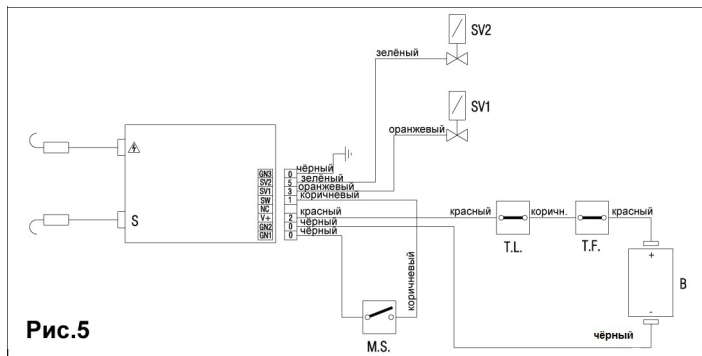 SV2
зелёный
SV1
оранжевый
чёрный
GN3 0 зелёный
SV2 5 оранжевый
SV1 3 коричневый
SW 1
NC
V+ 2 красный
GN2 0 чёрный
GN1 0 чёрный
S
красный
коричн.
красный
T.L.
T.F.
+
B
-
коричневый
чёрный
M.S.
Рис.5